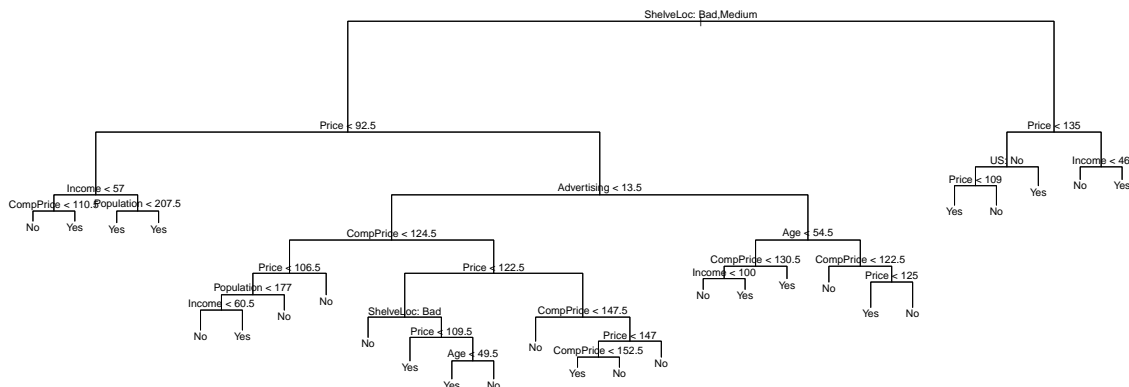 ShelveLoc: Bad,Medium
Price < 92.5
Price < 135
US: No
Income < 46
Income < 57
Advertising < 13.5
Price < 109
Yes
No
Yes
CompPrice < 110.5
Population < 207.5
Yes
No
No
Yes
Yes
Yes
CompPrice < 124.5
Age < 54.5
Price < 106.5
Price < 122.5
CompPrice < 130.5
CompPrice < 122.5
Population < 177
No
Income < 100
Yes
No
Price < 125
Income < 60.5
No
No
Yes
Yes
No
ShelveLoc: Bad
CompPrice < 147.5
No
Yes
No
Price < 109.5
No
Price < 147
Yes
Age < 49.5
CompPrice < 152.5
No
Yes
No
Yes
No